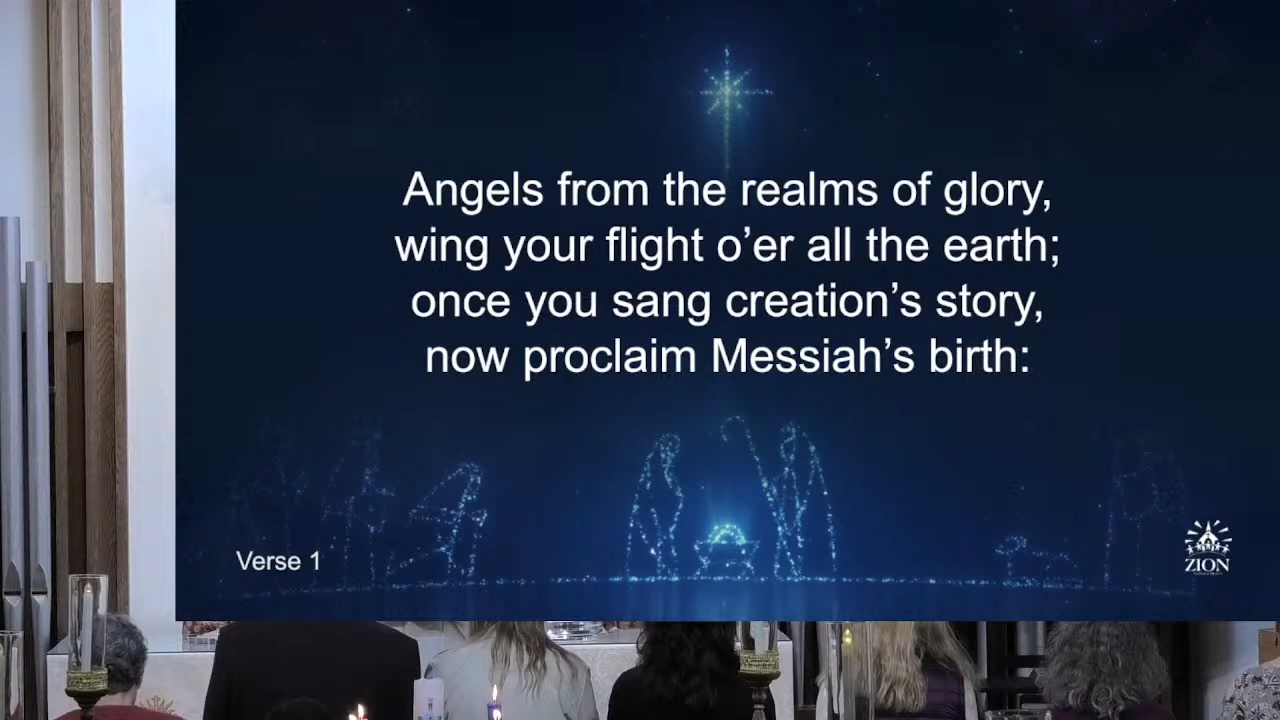 Angels from the realms of glory,
wing your flight o’er all the earth;
once you sang creation’s story,
now proclaim Messiah’s birth:
Verse 1
ZION